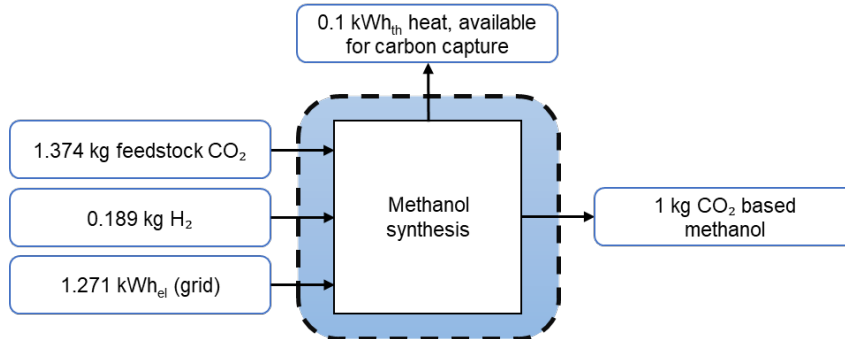 0.1 kWhth heat, available
for carbon capture
1.374 kg feedstock CO₂
0.189 kg H₂
1.271 kWhel (grid)
Methanol
synthesis
1 kg CO₂ based
methanol